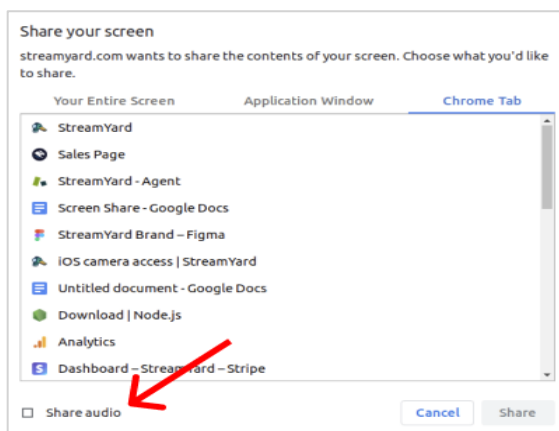 Share your screen
streamyard.com wants to share the contents of your screen. Choose what you'd like
to share.
Your Entire Screen Application Window Chrome Tab
StreamYard
Sales Page
StreamYard - Agent
Screen Share - Google Docs
StreamYard Brand – Figma
iOS camera access | StreamYard
Untitled document - Google Docs
Download | Node.js
Analytics
Dashboard – StreamYard – Stripe
Share audio Cancel Share